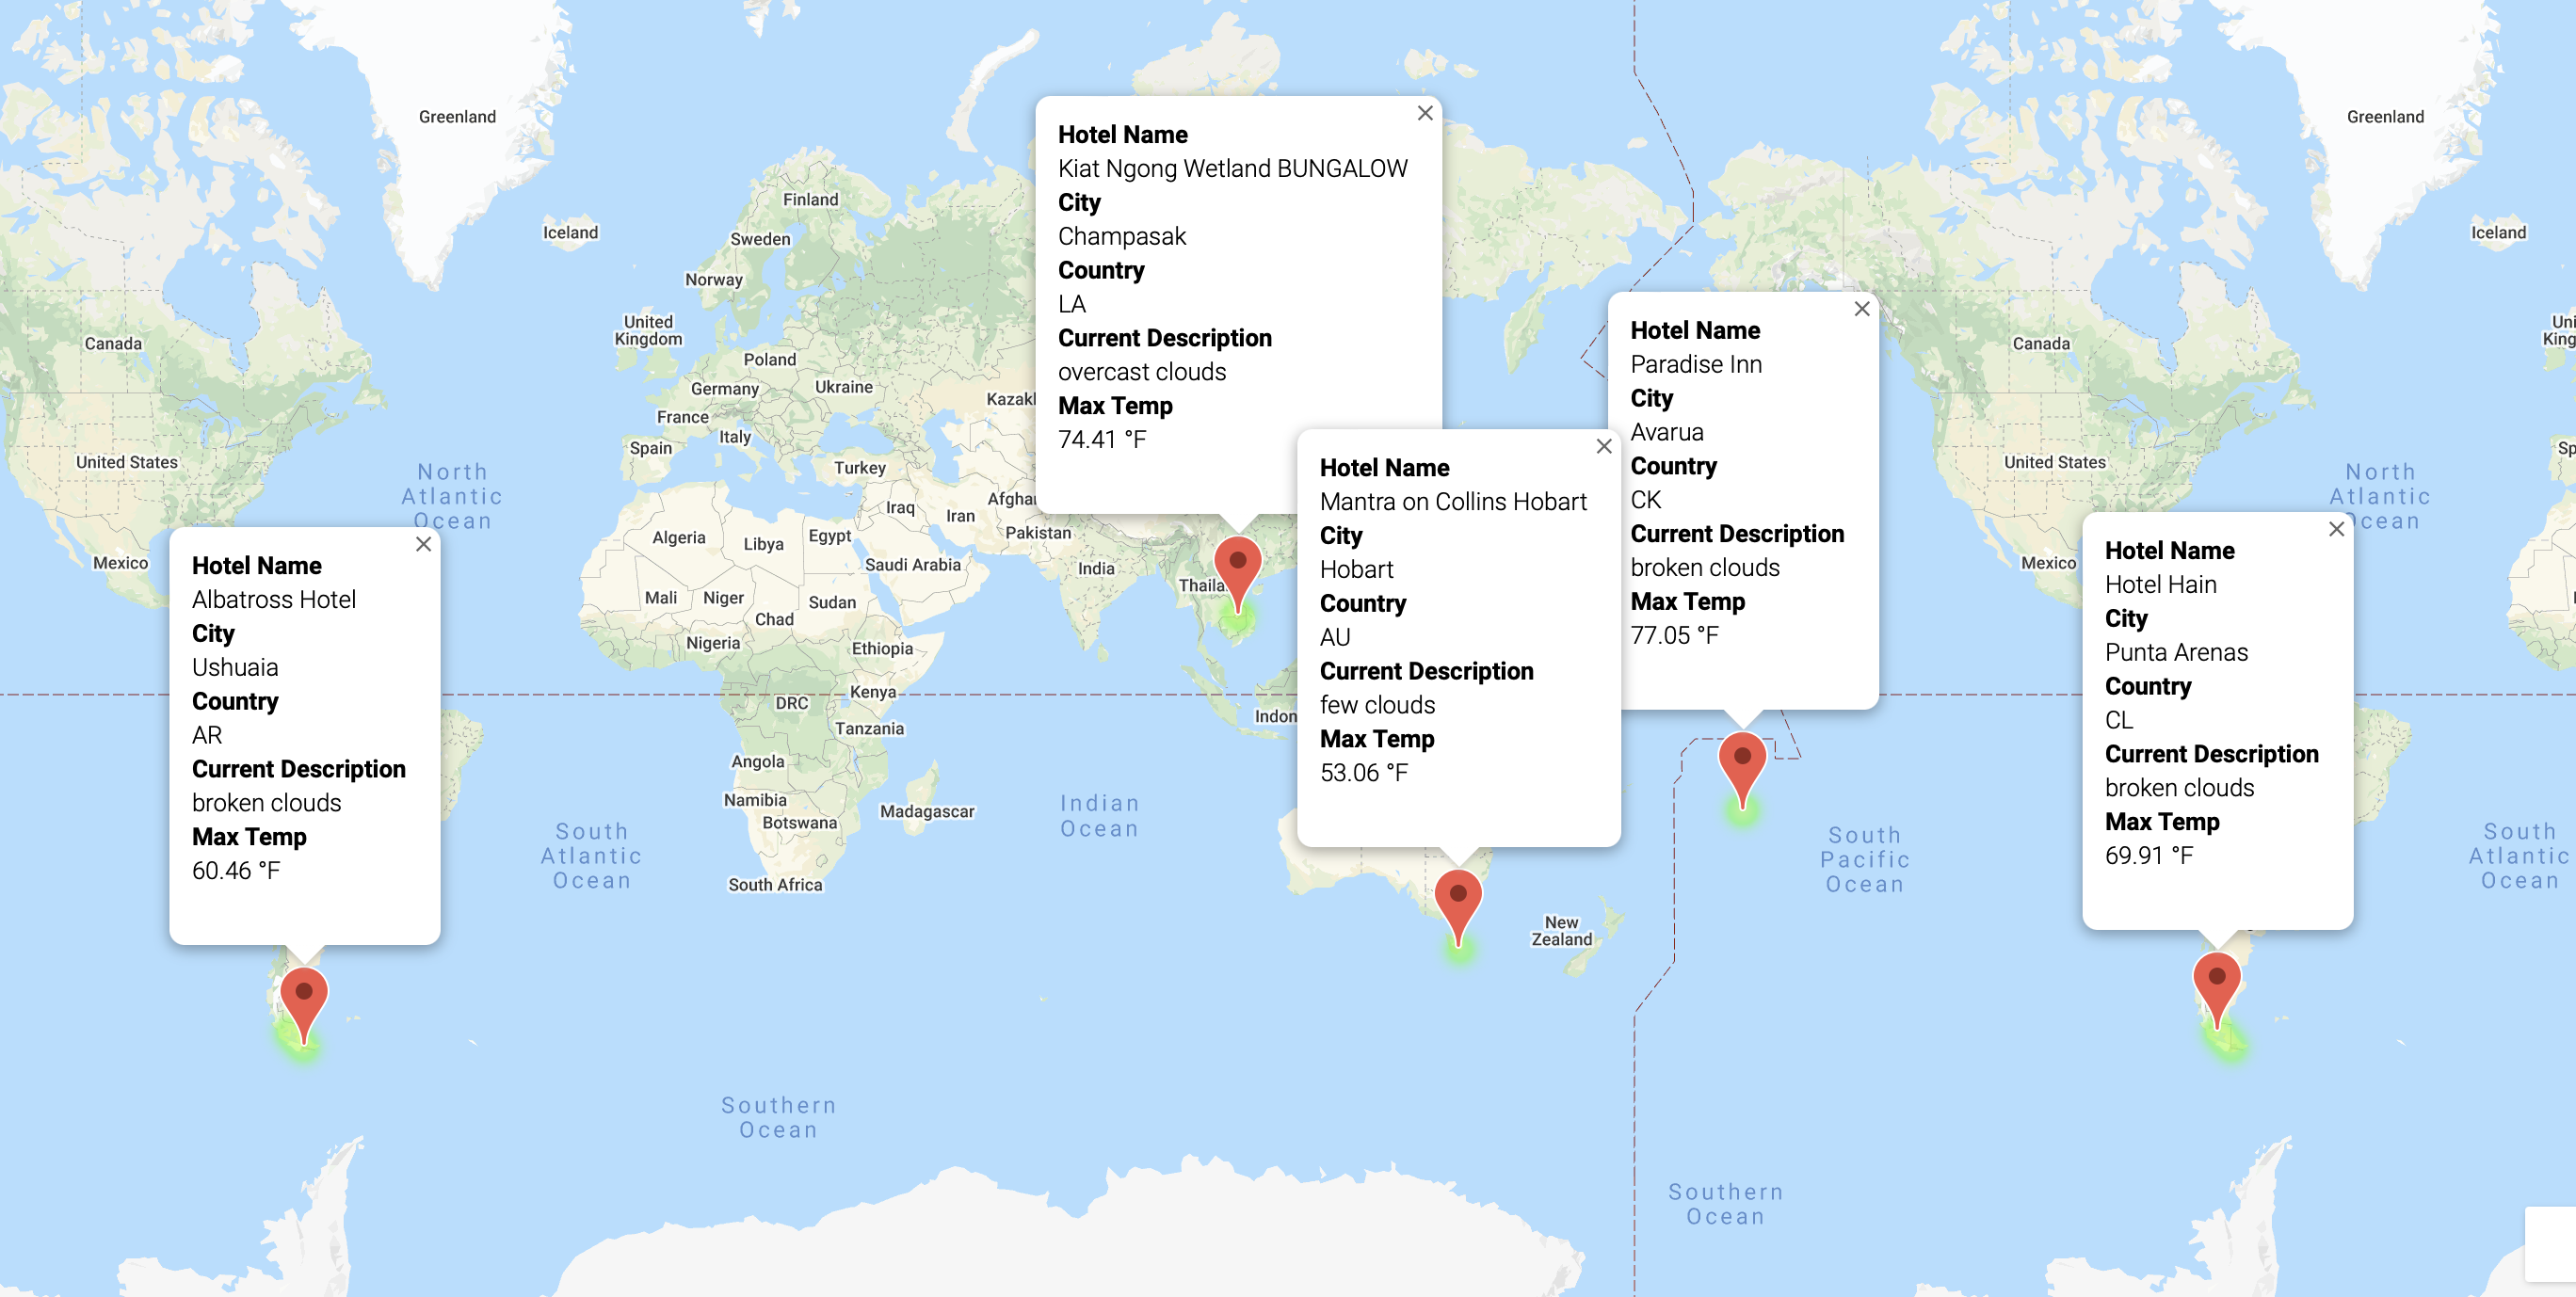 Greenland
Greenland
Iceland
Iceland
Finland
Sweden
Norway
United
Kingdom
Poland
Germany
Ukraine
France
Italy
Spain
Turkey
Canada
United States
Mexico
North
Atlantic
Ocean
Algeria
Libya
Egypt
Iraq
Iran
Pakistan
Saudi Arabia
India
Mali
Niger
Chad
Sudan
Nigeria
Ethiopia
Kenya
DRC
Tanzania
Angola
Namibia
Botswana
Madagascar
South Africa
South
Atlantic
Ocean
Indian
Ocean
Southern
Ocean
Hotel Name
Albatross Hotel
City
Ushuaia
Country
AR
Current Description
broken clouds
Max Temp
60.46 °F
Hotel Name
Kiat Ngong Wetland BUNGALOW
City
Champasak
Country
LA
Current Description
overcast clouds
Max Temp
74.41 °F
Hotel Name
Mantra on Collins Hobart
City
Hobart
Country
AU
Current Description
few clouds
Max Temp
53.06 °F
Hotel Name
Paradise Inn
City
Avarua
Country
CK
Current Description
broken clouds
Max Temp
77.05 °F
Hotel Name
Hotel Hain
City
Punta Arenas
Country
CL
Current Description
broken clouds
Max Temp
69.91 °F
New
Zealand
South
Pacific
Ocean
Southern
Ocean
Canada
United States
Mexico
North
Atlantic
South
Atlantic
Ocean